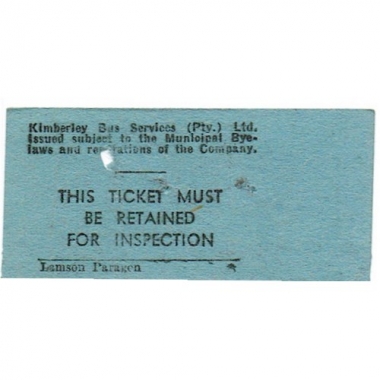 Kimberley Bus Services (Pty.) Ltd.
Issued subject to the Municipal Bye-
laws and regulations of the Company.
THIS TICKET MUST
BE RETAINED
FOR INSPECTION
Lamson Paragon